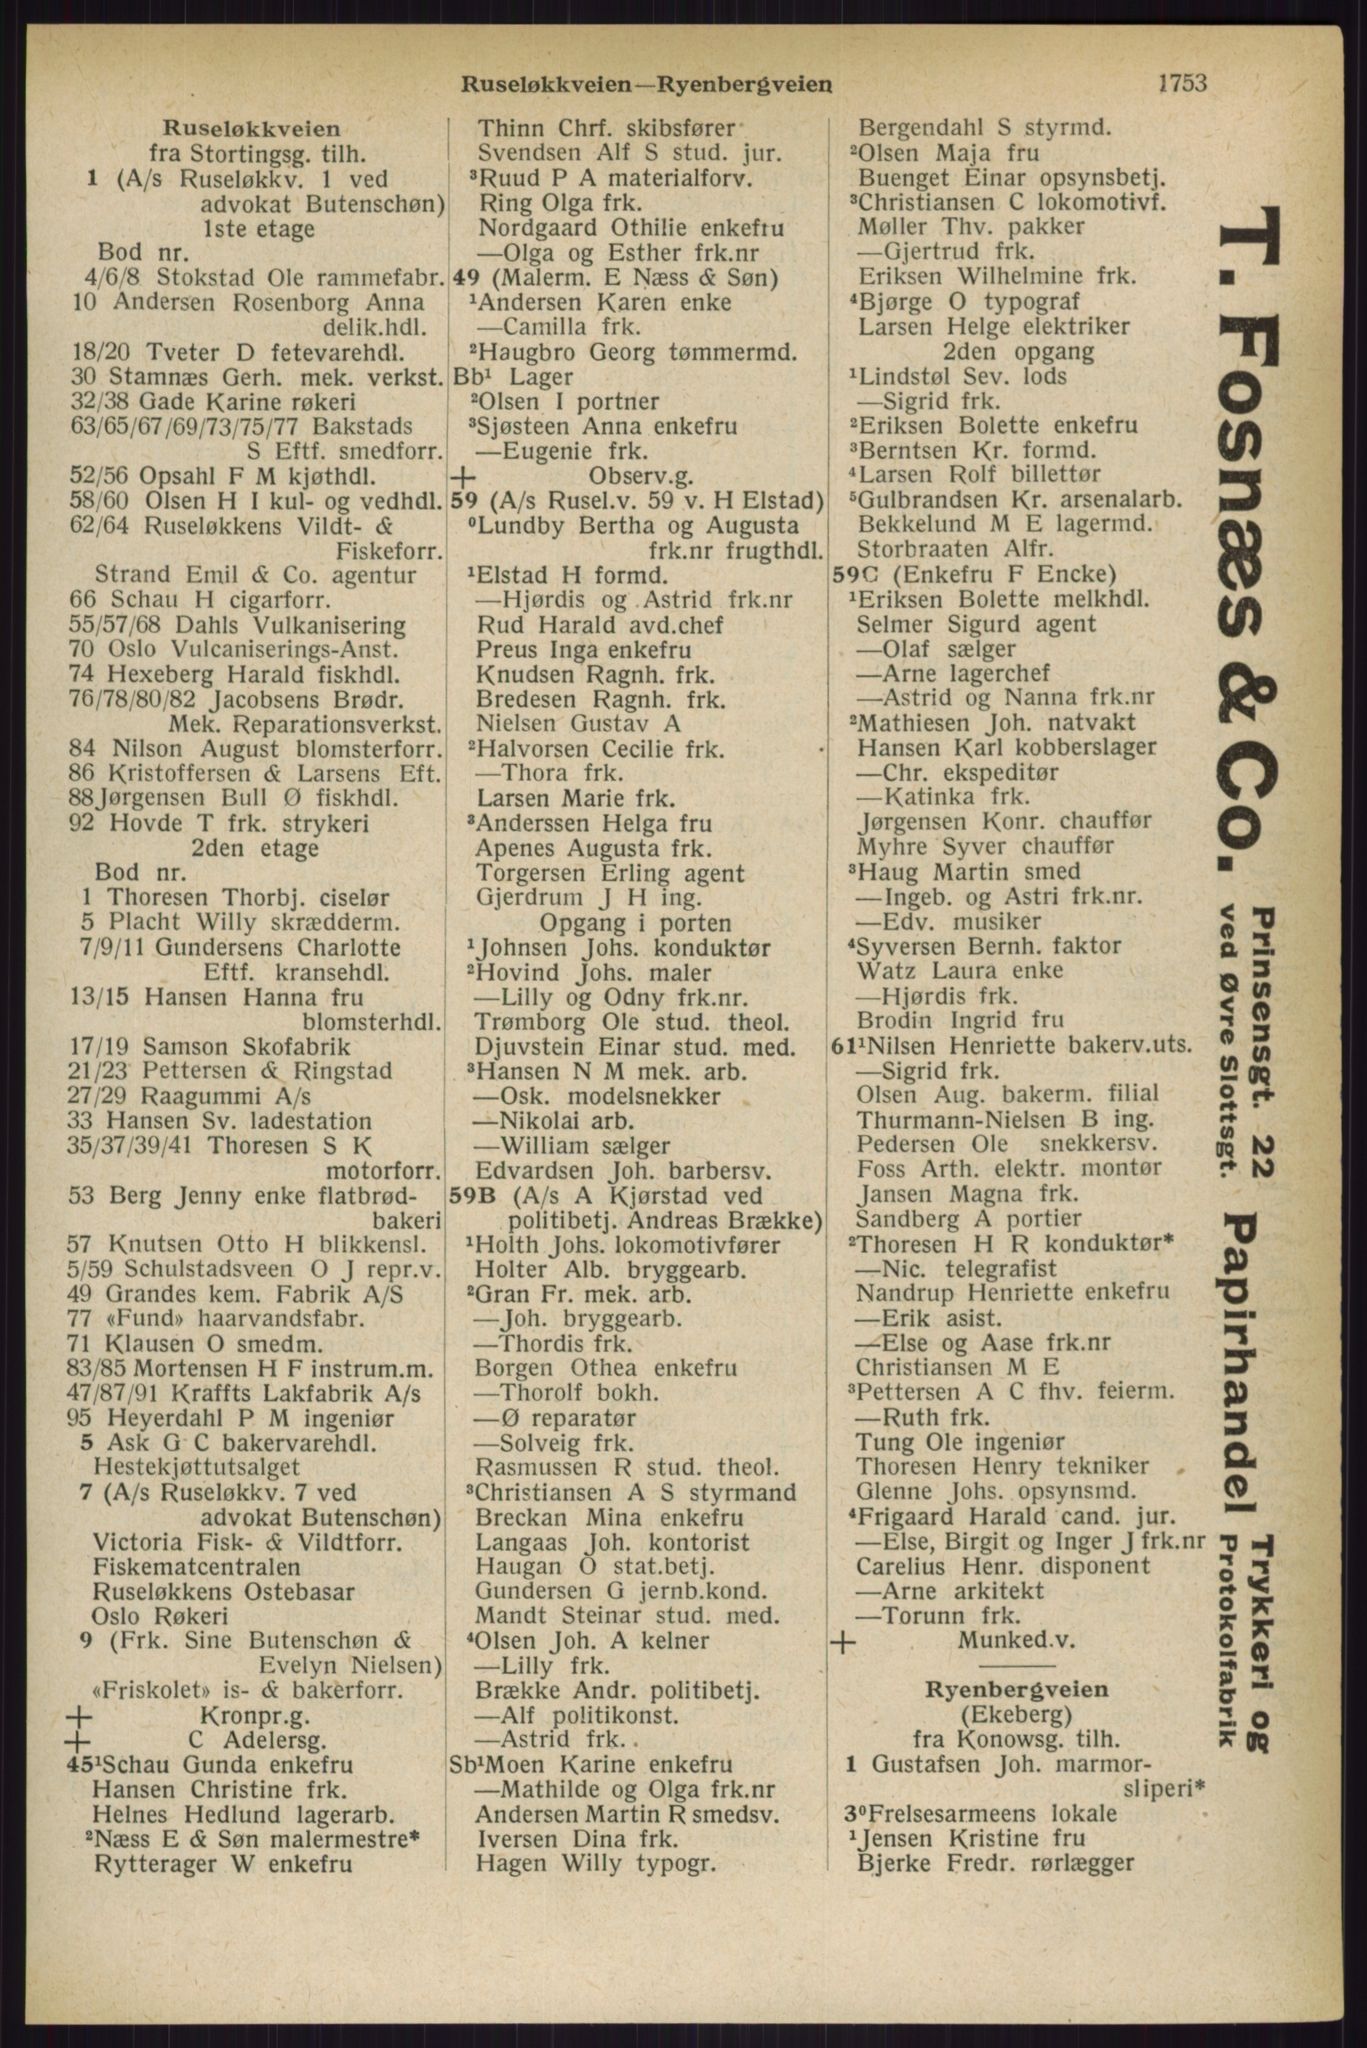 Ruseløkkveien—Ryenbergveien
1753
Ruseløkkveien
fra Stortingsg. tilh.
1 (A/s Ruseløkkv. 1 ved
advokat Butenschøn)
1ste etage
Bod nr.
4/6/8 Stokstad Ole rammefabr.
10 Andersen Rosenborg Anna
delik.hdl.
18/20 Tveter D fetevarehdl.
30 Stamnæs Gerh. mek. verkst.
32/38 Gade Karine røkeri
63/65/67/69/73/75/77 Bakstads
S Eftf. smedforr.
52/56 Opsahl F M kjøthdl.
58/60 Olsen H I kul- og vedhdl.
62/64 Ruseløkkens Vildt- &
Fiskeforr.
Strand Emil & Co. agentur
66 Schau H cigarforr.
55/57/68 Dahls Vulkanisering
70 Oslo Vulcaniserings-Anst.
74 Hexeberg Harald fiskhdl.
76/78/80/82 Jacobsens Brødr.
Mek. Reparationsverkst.
84 Nilson August blomsterforr.
86 Kristoffersen & Larsens Eft.
88Jørgensen Bull Ø fiskhdl.
92 Hovde T frk. strykeri
2den etage
Bod nr.
1 Thoresen Thorbj. ciselør
5 Placht Willy skrædderm.
7/9/11 Gundersens Charlotte
Eftf. kransehdl.
13/15 Hansen Hanna fru
blomsterhdl.
17/19 Samson Skofabrik
21/23 Pettersen & Ringstad
27/29 Raagummi A/s
33 Hansen Sv. ladestation
35/37/39/41 Thoresen S K
motorforr.
53 Berg Jenny enke flatbrød-
bakeri
57 Knutsen Otto H blikkensl.
5/59 Schulstadsveen O J repr.v.
49 Grandes kem. Fabrik A/S
77 «Fund» haarvandsfabr.
71 Klausen O smedm.
83/85 Mortensen H F instrum.m.
47/87/91 Kraffts Lakfabrik A/s
95 Heyerdahl P M ingeniør
5 Ask G C bakervarehdl.
Hestekjøttutsalget
7 (A/s Ruseløkkv. 7 ved
advokat Butenschøn)
Victoria Fisk- & Vildtforr.
Fiskematcentralen
Ruseløkkens Ostebasar
Oslo Røkeri
9 (Frk. Sine Butenschøn &
Evelyn Nielsen)
«Friskolet» is- & bakerforr.
+ Kronpr.g.
+ C Adelersg.
45¹Schau Gunda enkefru
Hansen Christine frk.
Helnes Hedlund lagerarb.
²Næss E & Søn malermestre*
Rytterager W enkefru
Thinn Chrf. skibsfører
Svendsen Alf S stud. jur.
³Ruud P A materialforv.
Ring Olga frk.
Nordgaard Othilie enkefru
—Olga og Esther frk.nr
49 (Malerm. E Næss & Søn)
¹Andersen Karen enke
—Camilla frk.
²Haugbro Georg tømmermd.
Bb¹ Lager
²Olsen I portner
³Sjøsteen Anna enkefru
—Eugenie frk.
+ Observ.g.
59 (A/s Rusel.v. 59 v. H Elstad)
⁰Lundby Bertha og Augusta
frk.nr frugthdl.
¹Elstad H formd.
—Hjørdis og Astrid frk.nr
Rud Harald avd.chef
Preus Inga enkefru
Knudsen Ragnh. frk.
Bredesen Ragnh. frk.
Nielsen Gustav A
²Halvorsen Cecilie frk.
—Thora frk.
Larsen Marie frk.
³Anderssen Helga fru
Apenes Augusta frk.
Torgersen Erling agent
Gjerdrum J H ing.
Opgang i porten
¹Johnsen Johs. konduktør
²Hovind Johs. maler
—Lilly og Odny frk.nr.
Trømborg Ole stud. theol.
Djuvstein Einar stud. med.
³Hansen N M mek. arb.
—Osk. modelsnekker
—Nikolai arb.
—William sælger
Edvardsen Joh. barbersv.
59B (A/s A Kjørstad ved
politibetj. Andreas Brække)
¹Holth Johs. lokomotivfører
Holter Alb. bryggearb.
²Gran Fr. mek. arb.
—Joh. bryggearb.
—Thordis frk.
Borgen Othea enkefru
—Thorolf bokh.
—Ø reparatør
—Solveig frk.
Rasmussen R stud. theol.
³Christiansen A S styrmand
Breckan Mina enkefru
Langaas Joh. kontorist
Haugan O stat.betj.
Gundersen G jernb.kond.
Mandt Steinar stud. med.
⁴Olsen Joh. A kelner
—Lilly frk.
Brække Andr. politibetj.
—Alf politikonst.
—Astrid frk.
Sb¹Moen Karine enkefru
—Mathilde og Olga frk.nr
Andersen Martin R smedsv.
Iversen Dina frk.
Hagen Willy typogr.
Bergendahl S styrmd.
²Olsen Maja fru
Buenget Einar opsynsbetj.
³Christiansen C lokomotivf.
Møller Thv. pakker
—Gjertrud frk.
Eriksen Wilhelmine frk.
⁴Bjørge O typograf
Larsen Helge elektriker
2den opgang
¹Lindstøl Sev. lods
—Sigrid frk.
²Eriksen Bolette enkefru
³Berntsen Kr. formd.
⁴Larsen Rolf billettør
⁵Gulbrandsen Kr. arsenalarb.
Bekkelund M E lagermd.
Storbraaten Alfr.
59C (Enkefru F Encke)
¹Eriksen Bolette melkhdl.
Selmer Sigurd agent
—Olaf sælger
—Arne lagerchef
—Astrid og Nanna frk.nr
²Mathiesen Joh. natvakt
Hansen Karl kobberslager
—Chr. ekspeditør
—Katinka frk.
Jørgensen Konr. chauffør
Myhre Syver chauffør
³Haug Martin smed
—Ingeb. og Astri frk.nr.
—Edv. musiker
⁴Syversen Bernh. faktor
Watz Laura enke
—Hjørdis frk.
Brodin Ingrid fru
61¹Nilsen Henriette bakerv.uts.
—Sigrid frk.
Olsen Aug. bakerm. filial
Thurmann-Nielsen B ing.
Pedersen Ole snekkersv.
Foss Arth. elektr. montør
Jansen Magna frk.
Sandberg A portier
²Thoresen H R konduktør*
—Nic. telegrafist
Nandrup Henriette enkefru
—Erik asist.
—Else og Aase frk.nr
Christiansen M E
³Pettersen A C fhv. feierm.
—Ruth frk.
Tung Ole ingeniør
Thoresen Henry tekniker
Glenne Johs. opsynsmd.
⁴Frigaard Harald cand. jur.
—Else, Birgit og Inger J frk.nr
Carelius Henr. disponent
—Arne arkitekt
—Torunn frk.
+ Munked.v.
Ryenbergveien
(Ekeberg)
fra Konowsg. tilh.
1 Gustafsen Joh. marmor-
sliperi*
3⁰Frelsesarmeens lokale
¹Jensen Kristine fru
Bjerke Fredr. rørlægger
T. Fosnæs & Co. Prinsensgt. 22
ved øvre Slottsgt.
Papirhandel Trykkeri og
Protokolfabrik